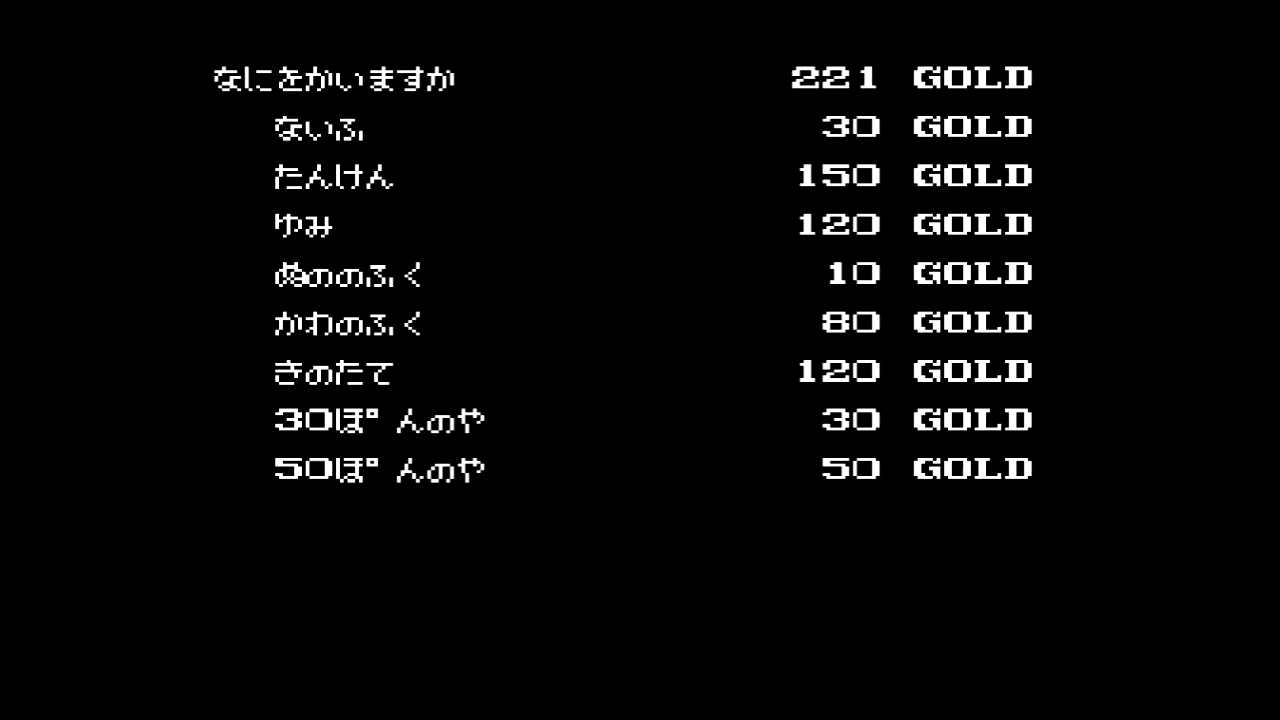 なにをかいますか 221 GOLD
ないふ 30 GOLD
たんけん 150 GOLD
ゆみ 120 GOLD
ぬののふく 10 GOLD
かわのふく 80 GOLD
きのたて 120 GOLD
30ぽんのや 30 GOLD
50ぽんのや 50 GOLD